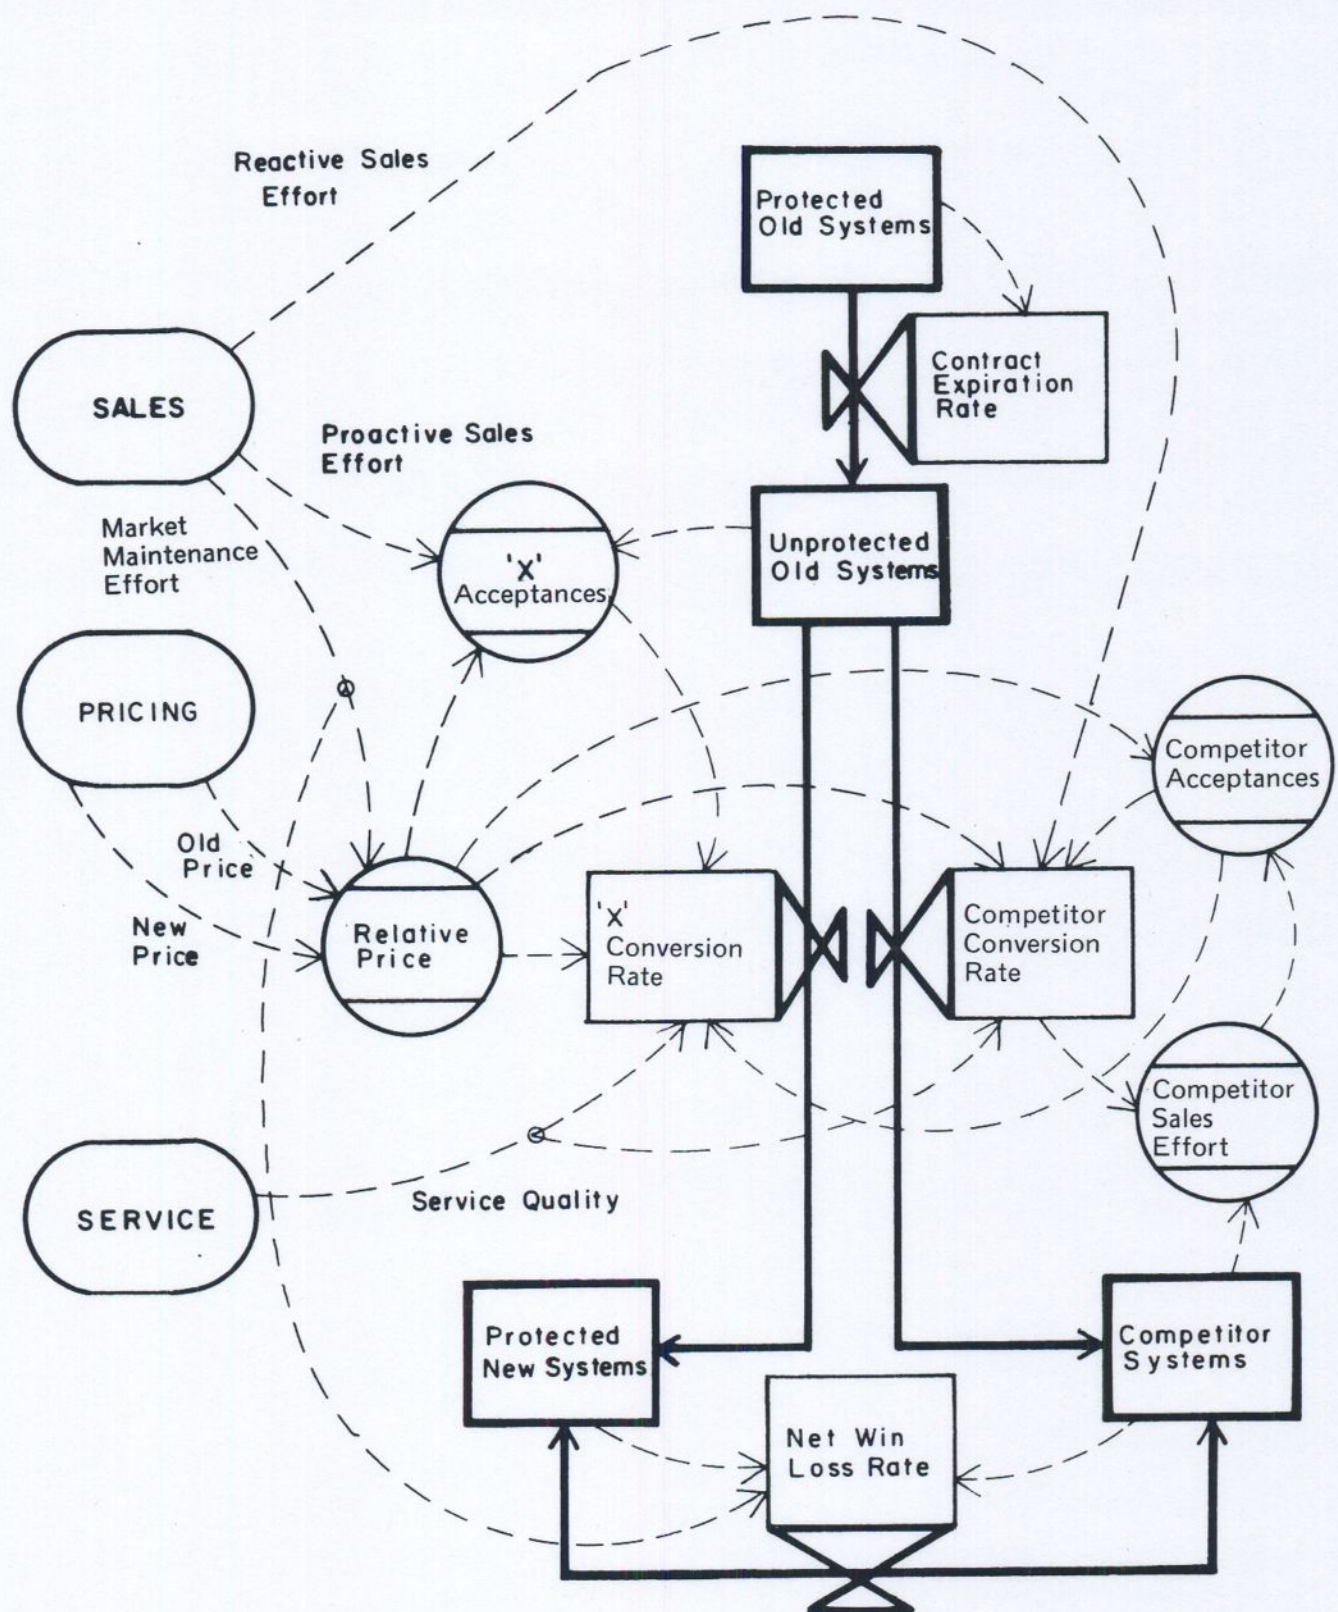 Reactive Sales
Effort
Protected
Old Systems
Contract
Expiration
Rate
SALES
Proactive Sales
Effort
Market
Maintenance
Effort
'X'
Acceptances
Unprotected
Old Systems
PRICING
Competitor
Acceptances
Old
Price
New
Price
Relative
Price
'X'
Conversion
Rate
Competitor
Conversion
Rate
Competitor
Sales
Effort
SERVICE
Service Quality
Protected
New Systems
Competitor
Systems
Net Win
Loss Rate